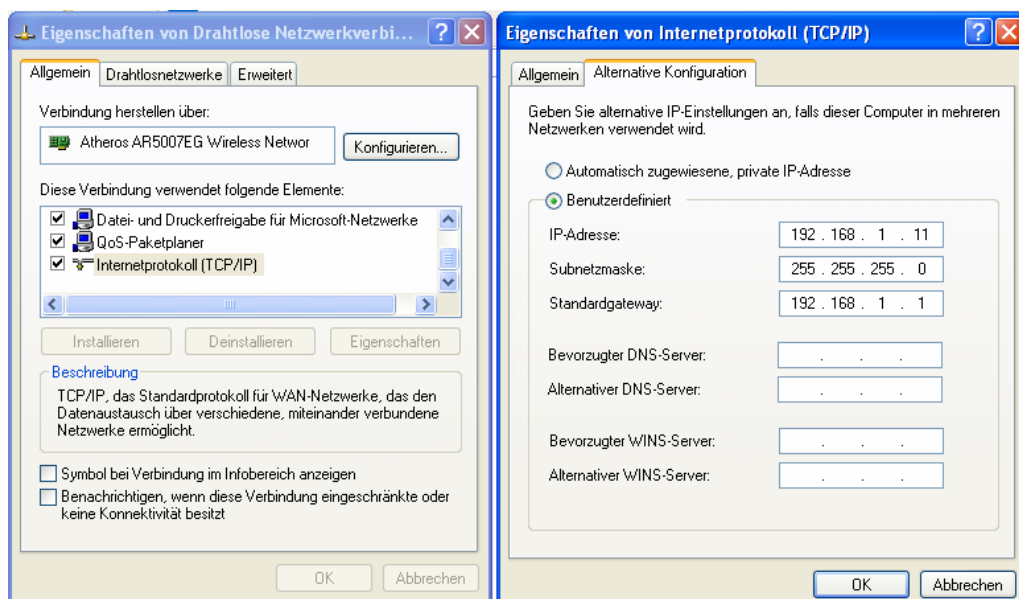 Eigenschaften von Drahtlose Netzwerkverbi...
Allgemein
Drahtlosnetzwerke
Erweitert
Verbindung herstellen über:
Atheros AR5007EG Wireless Networ
Konfigurieren...
Diese Verbindung verwendet folgende Elemente:
Datei- und Druckerfreigabe für Microsoft-Netzwerke
QoS-Paketplaner
Internetprotokoll (TCP/IP)
Installieren
Deinstallieren
Eigenschaften
Beschreibung
TCP/IP, das Standardprotokoll für WAN-Netzwerke, das den
Datenaustausch über verschiedene, miteinander verbundene
Netzwerke ermöglicht.
Symbol bei Verbindung im Infobereich anzeigen
Benachrichtigen, wenn diese Verbindung eingeschränkte oder
keine Konnektivität besitzt
OK
Abbrechen
Eigenschaften von Internetprotokoll (TCP/IP)
Allgemein
Alternative Konfiguration
Geben Sie alternative IP-Einstellungen an, falls dieser Computer in mehreren
Netzwerken verwendet wird.
Automatisch zugewiesene, private IP-Adresse
Benutzerdefiniert
IP-Adresse: 192 . 168 . 1 . 11
Subnetzmaske: 255 . 255 . 255 . 0
Standardgateway: 192 . 168 . 1 . 1
Bevorzugter DNS-Server: . . .
Alternativer DNS-Server: . . .
Bevorzugter WINS-Server: . . .
Alternativer WINS-Server: . . .
OK
Abbrechen